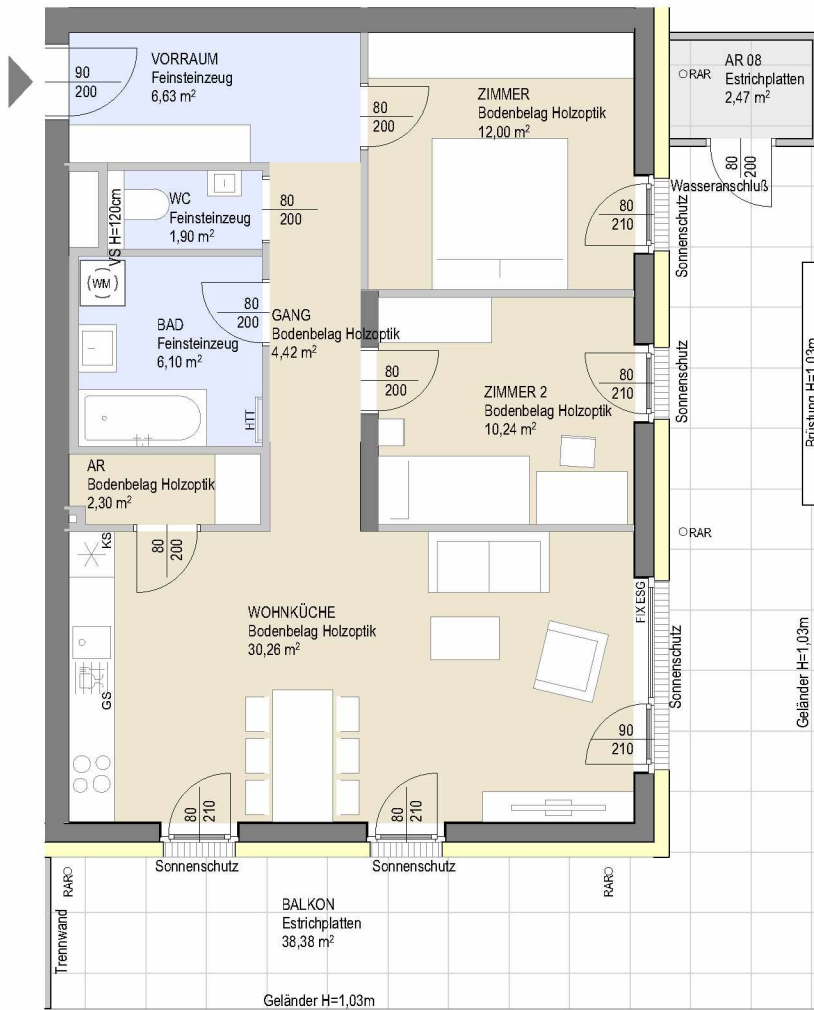 VORRAUM
Feinsteinzeug
6,63 m²
90
200
80
200
ZIMMER
Bodenbelag Holzoptik
12,00 m²
RAR
AR 08
Estrichplatten
2,47 m²
80
200
Wasseranschluß
WC
Feinsteinzeug
1,90 m²
VS H=120cm
80
200
80
210
Sonnenschutz
WM
BAD
Feinsteinzeug
6,10 m²
80
200
GANG
Bodenbelag Holzoptik
4,42 m²
HTT
80
200
ZIMMER 2
Bodenbelag Holzoptik
10,24 m²
80
210
Sonnenschutz
Brüstung H=1,03m
AR
Bodenbelag Holzoptik
2,30 m²
80
200
KS
RAR
WOHNKÜCHE
Bodenbelag Holzoptik
30,26 m²
GS
FIX ESG
Sonnenschutz
Geländer H=1,03m
90
210
80
210
80
210
Sonnenschutz
Sonnenschutz
RAR
RAR
Trennwand
BALKON
Estrichplatten
38,38 m²
Geländer H=1,03m